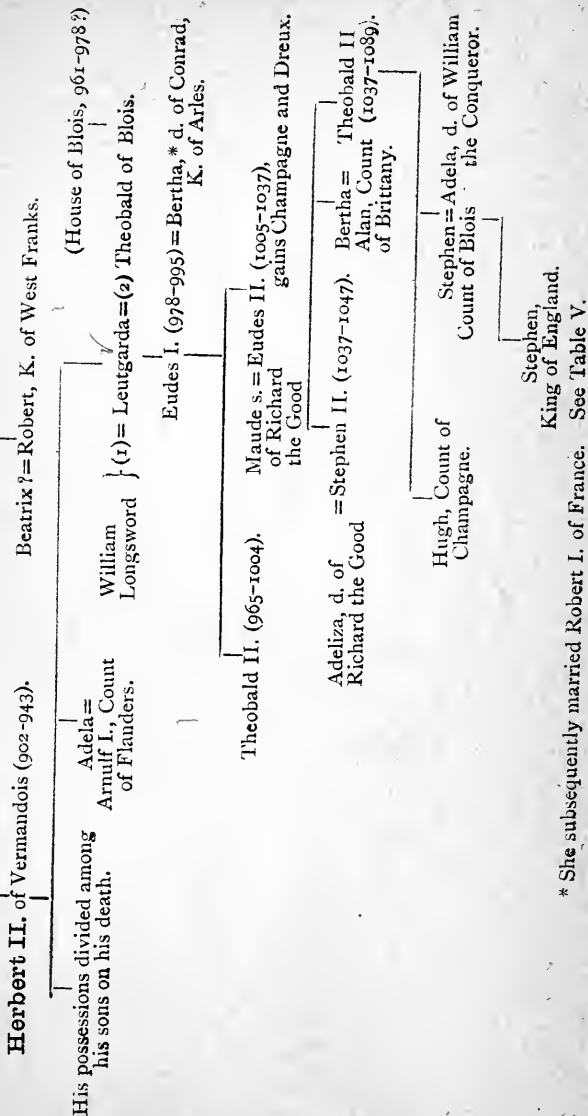 Herbert II. of Vermandois (902-943).
Beatrix ?=Robert, K. of West Franks.
(House of Blois, 961-978 ?)
His possessions divided among
his sons on his death.
Adela=
Arnulf I., Count
of Flanders.
William
Longsword
} (1)= Leutgarda=(2) Theobald of Blois.
Eudes I. (978-995)=Bertha,* d. of Conrad,
K. of Arles.
Theobald II. (965-1004).
Maude s. = Eudes II. (1005-1037),
of Richard
the Good
gains Champagne and Dreux.
Adeliza, d. of
Richard the Good
=Stephen II. (1037-1047).
Bertha=
Alan, Count
of Brittany.
Theobald II
(1037-1089).
Hugh, Count of
Champagne.
Stephen=Adela, d. of William
Count of Blois
the Conqueror.
Stephen,
King of England.
See Table V.
* She subsequently married Robert I. of France.